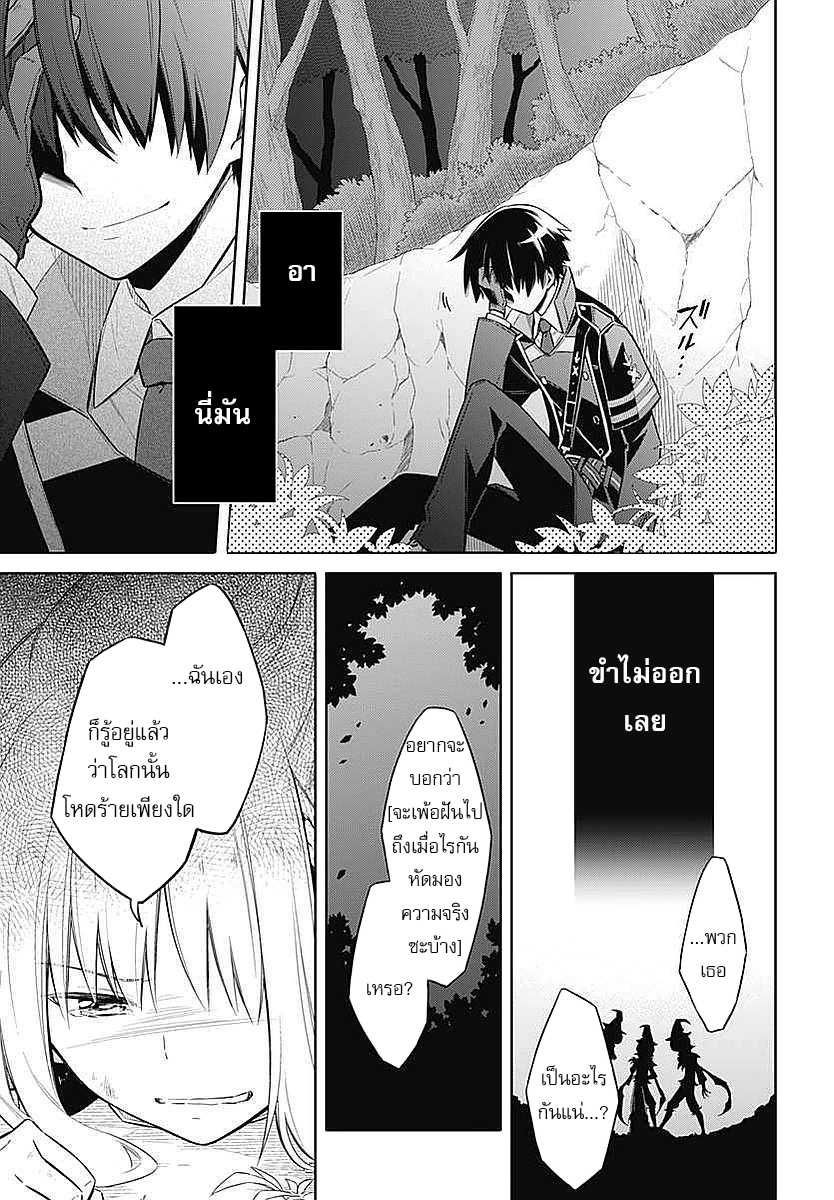 อา
นี่มัน
ズル…
ขำไม่ออก
เลย
...พวก
เธอ
เป็นอะไร
กันแน่...?
อยากจะ
บอกว่า
[จะเพ้อฝันไป
ถึงเมื่อไรกัน
หัดมอง
ความจริง
ซะบ้าง]
เหรอ?
...ฉันเอง
ก็รู้อยู่แล้ว
ว่าโลกนั้น
โหดร้ายเพียงใด